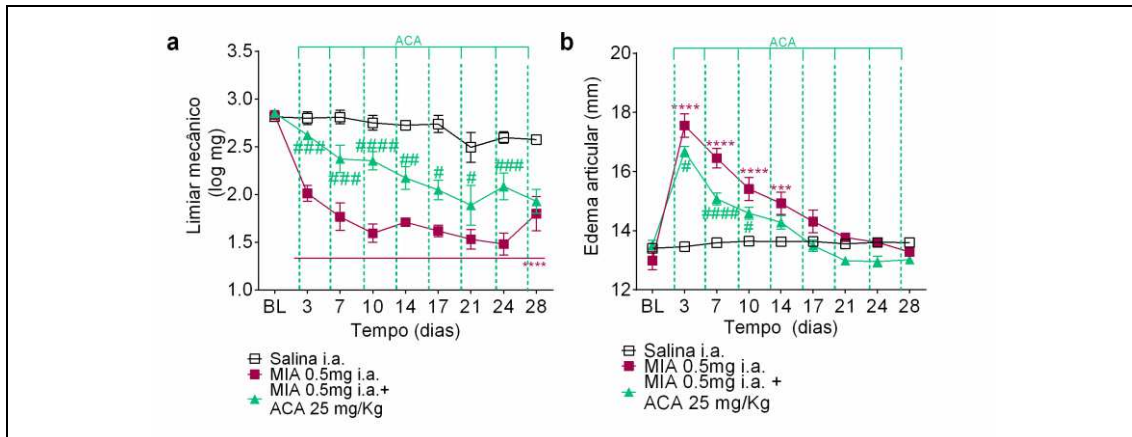 a
ACA
3.5
3.0
2.5
2.0
1.5
1.0
Limiar mecânico
(log mg)
###
###
####
##
#
#
###
****
BL 3 7 10 14 17 21 24 28
Tempo (dias)
Salina i.a.
MIA 0.5mg i.a.
MIA 0.5mg i.a.+
ACA 25 mg/Kg
b
ACA
20
18
16
14
12
Edema articular (mm)
****
****
****
***
#
####
#
BL 3 7 10 14 17 21 24 28
Tempo (dias)
Salina i.a.
MIA 0.5mg i.a.
MIA 0.5mg i.a. +
ACA 25 mg/Kg